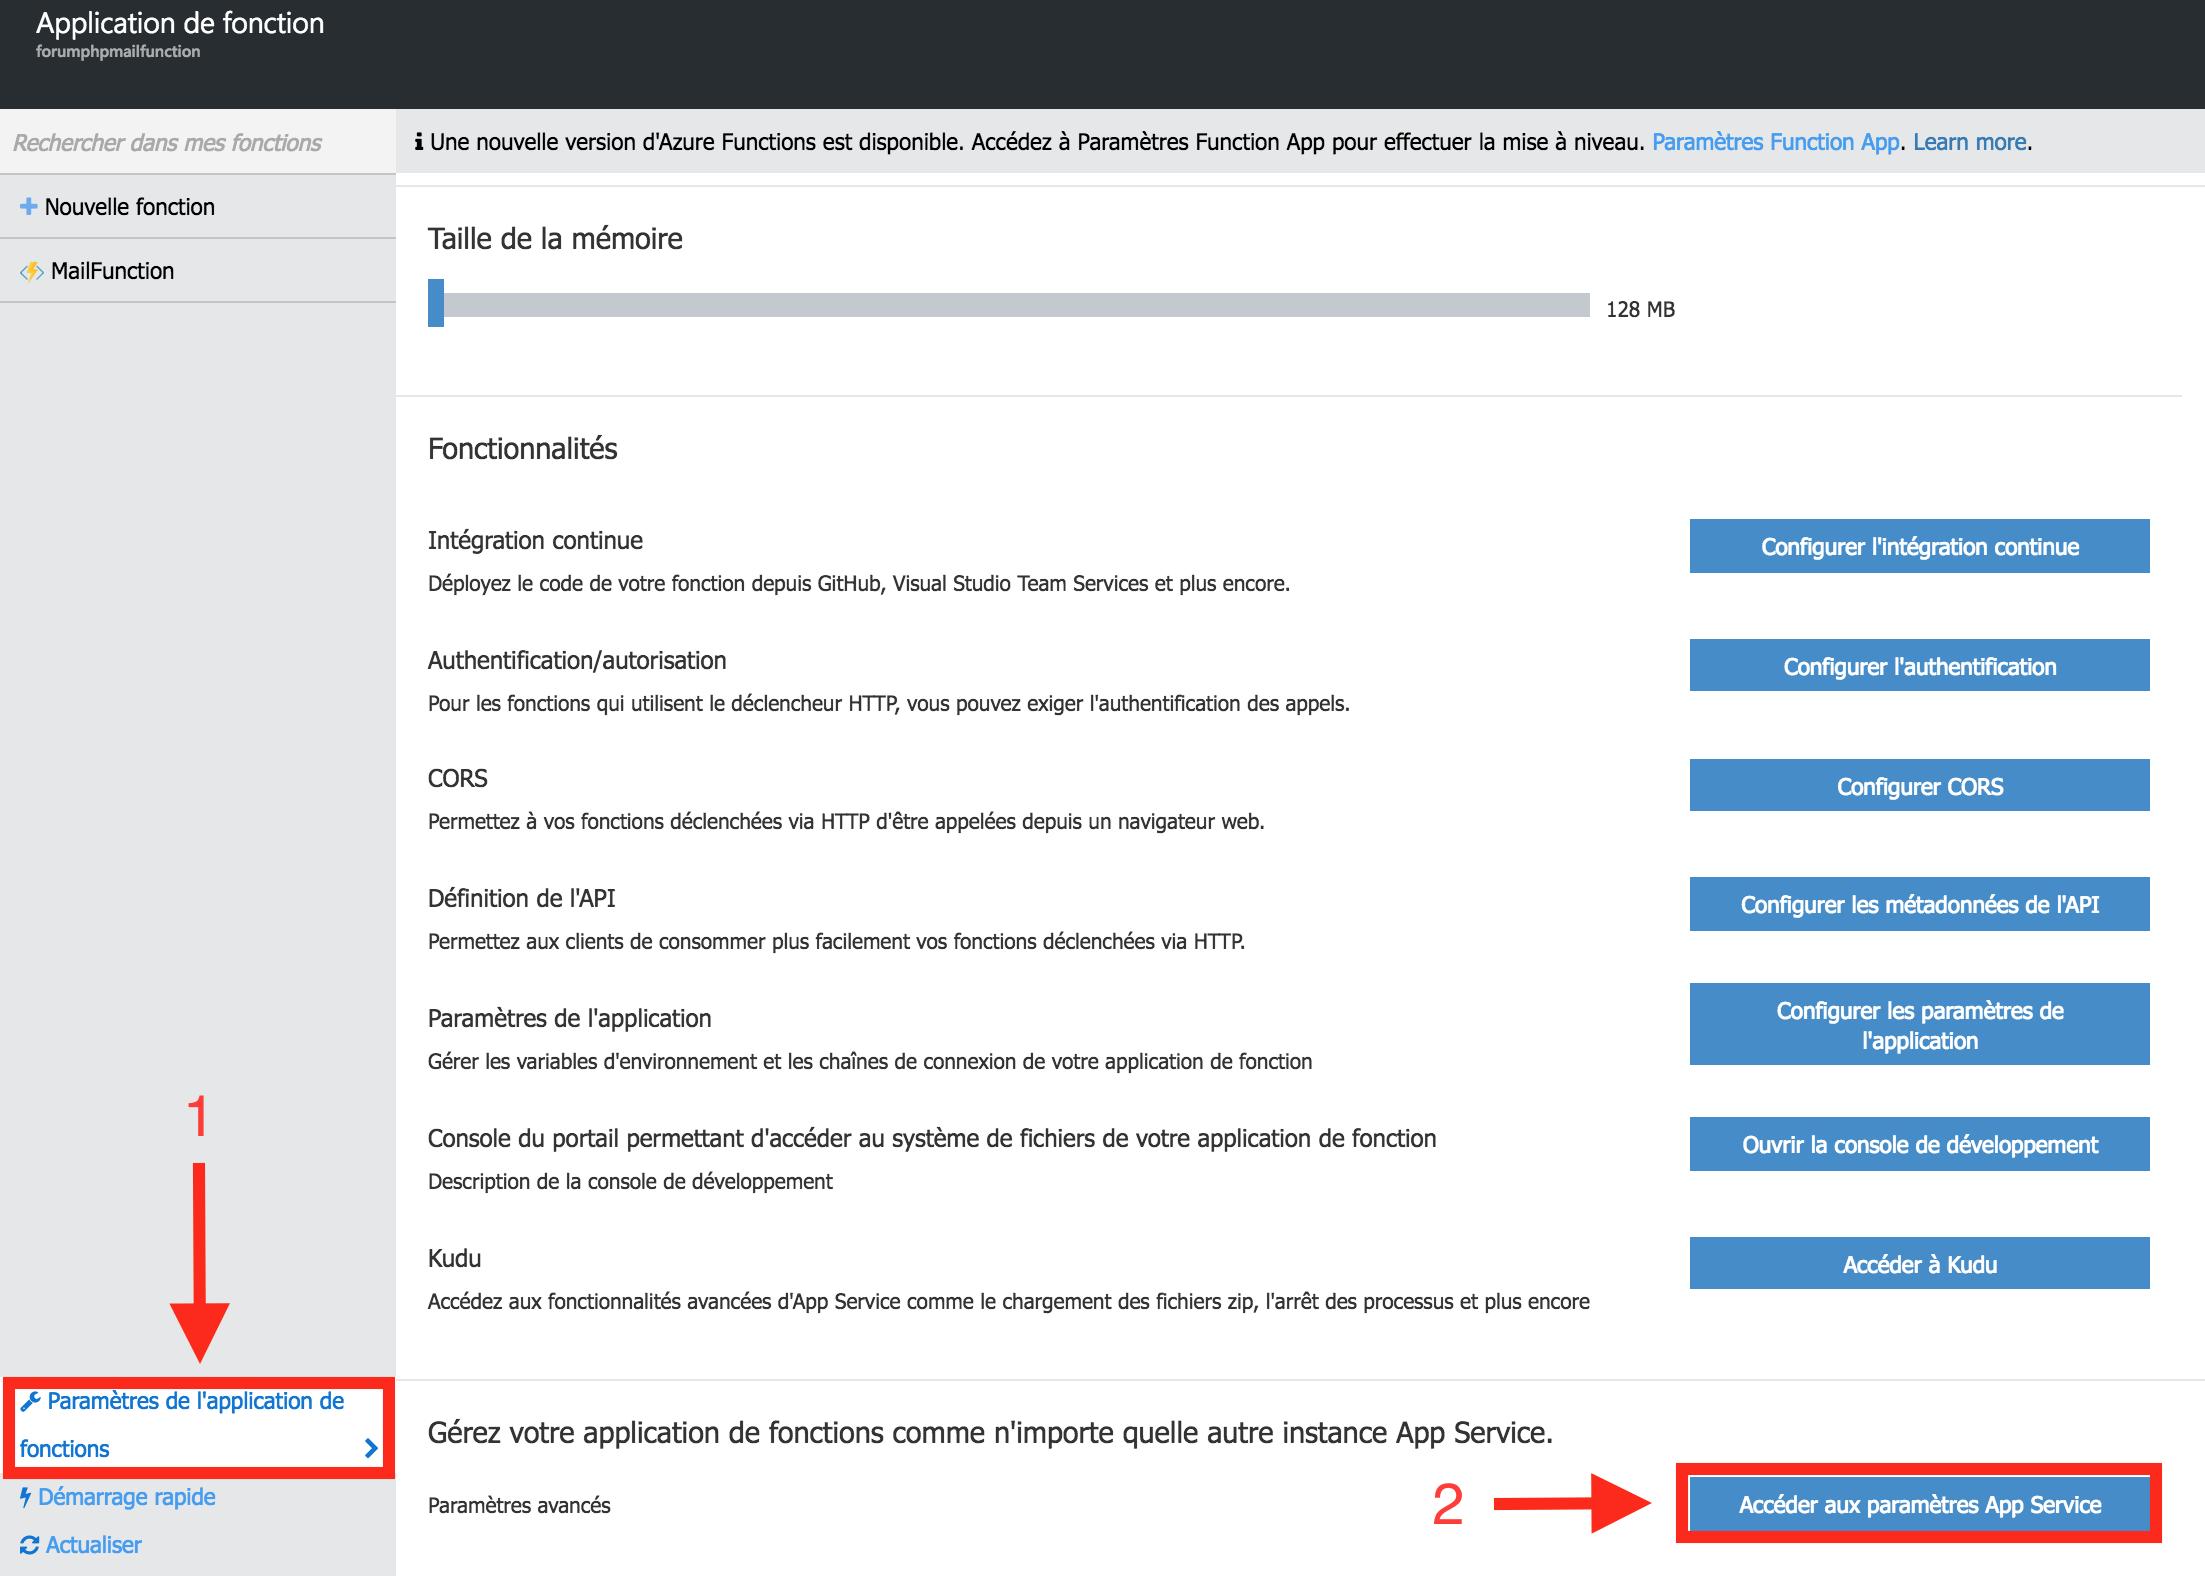 Application de fonction
forumphpmailfunction
Rechercher dans mes fonctions
Une nouvelle version d'Azure Functions est disponible. Accédez à Paramètres Function App pour effectuer la mise à niveau. Paramètres Function App. Learn more.
Nouvelle fonction
MailFunction
Taille de la mémoire
128 MB
Fonctionnalités
Intégration continue
Configurer l'intégration continue
Déployez le code de votre fonction depuis GitHub, Visual Studio Team Services et plus encore.
Authentification/autorisation
Configurer l'authentification
Pour les fonctions qui utilisent le déclencheur HTTP, vous pouvez exiger l'authentification des appels.
CORS
Configurer CORS
Permettez à vos fonctions déclenchées via HTTP d'être appelées depuis un navigateur web.
Définition de l'API
Configurer les métadonnées de l'API
Permettez aux clients de consommer plus facilement vos fonctions déclenchées via HTTP.
Paramètres de l'application
Configurer les paramètres de
l'application
Gérer les variables d'environnement et les chaînes de connexion de votre application de fonction
Console du portail permettant d'accéder au système de fichiers de votre application de fonction
Ouvrir la console de développement
Description de la console de développement
Kudu
Accéder à Kudu
Accédez aux fonctionnalités avancées d'App Service comme le chargement des fichiers zip, l'arrêt des processus et plus encore
1
Paramètres de l'application de
fonctions
Démarrage rapide
Actualiser
Gérez votre application de fonctions comme n'importe quelle autre instance App Service.
Paramètres avancés
2
Accéder aux paramètres App Service